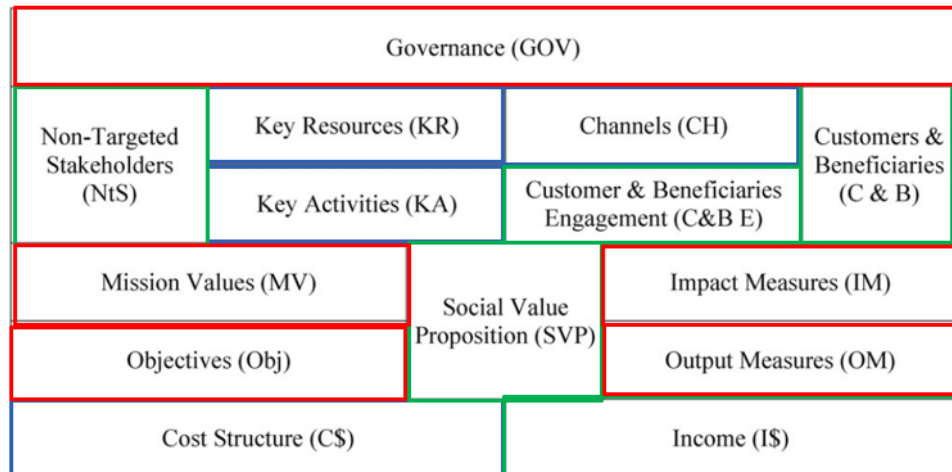 Governance (GOV)
Non-Targeted
Stakeholders
(NtS)
Key Resources (KR)
Channels (CH)
Customers &
Beneficiaries
(C & B)
Key Activities (KA)
Customer & Beneficiaries
Engagement (C&B E)
Mission Values (MV)
Social Value
Proposition (SVP)
Impact Measures (IM)
Objectives (Obj)
Output Measures (OM)
Cost Structure (C$)
Income (I$)